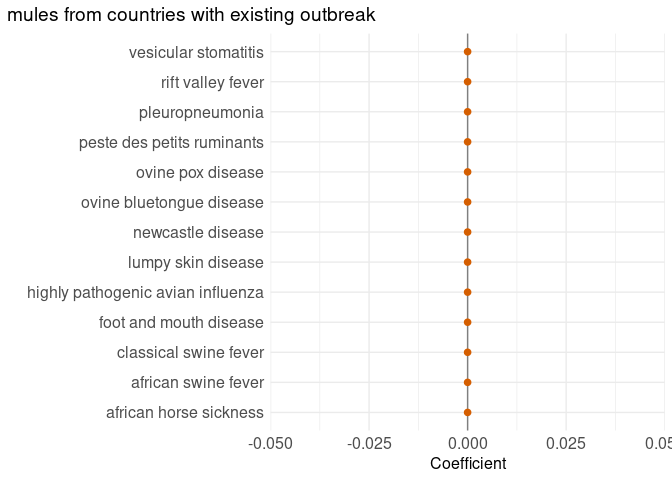 mules from countries with existing outbreak
vesicular stomatitis
rift valley fever
pleuropneumonia
peste des petits ruminants
ovine pox disease
ovine bluetongue disease
newcastle disease
lumpy skin disease
highly pathogenic avian influenza
foot and mouth disease
classical swine fever
african swine fever
african horse sickness
-0.050 -0.025 0.000 0.025 0.05
Coefficient